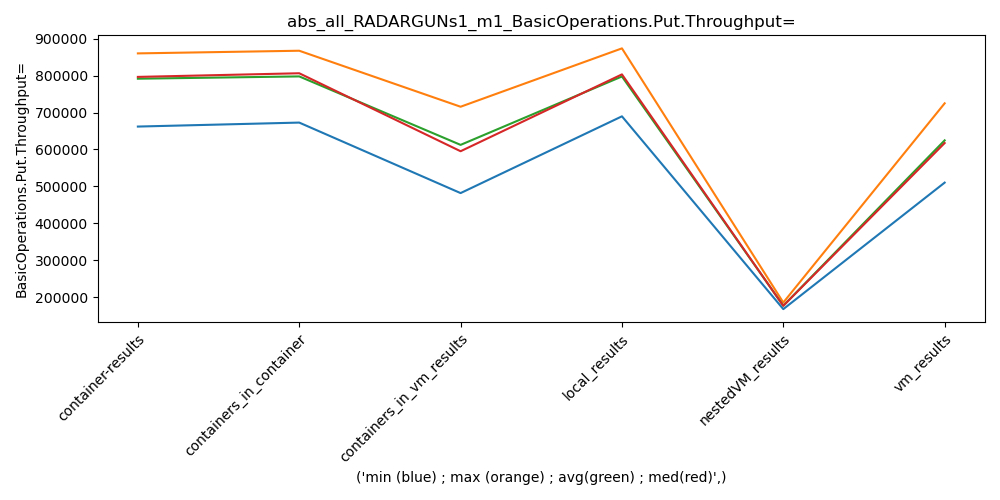 abs_all_RADARGUNs1_m1_BasicOperations.Put.Throughput=
BasicOperations.Put.Throughput=
900000
800000
700000
600000
500000
400000
300000
200000
container-results
containers_in_container
containers_in_vm_results
local_results
nestedVM_results
vm_results
('min (blue) ; max (orange) ; avg(green) ; med(red)',)